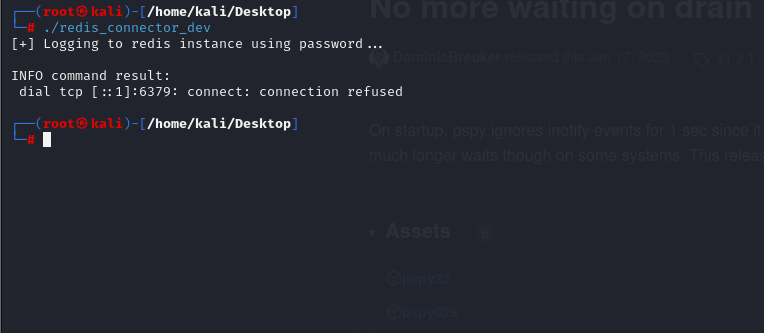 No more waiting on drain
┌──(root㉿kali)-[/home/kali/Desktop]
└─# ./redis_connector_dev
[+] Logging to redis instance using password...
DominicBreuker released this Jan 17, 2023 v1.2.1
INFO command result:
dial tcp [::1]:6379: connect: connection refused
┌──(root㉿kali)-[/home/kali/Desktop]
└─#
On startup, pspy ignores inotify events for 1 sec since it
much longer waits though on some systems. This relea
Assets 6
pspy32
pspy32s